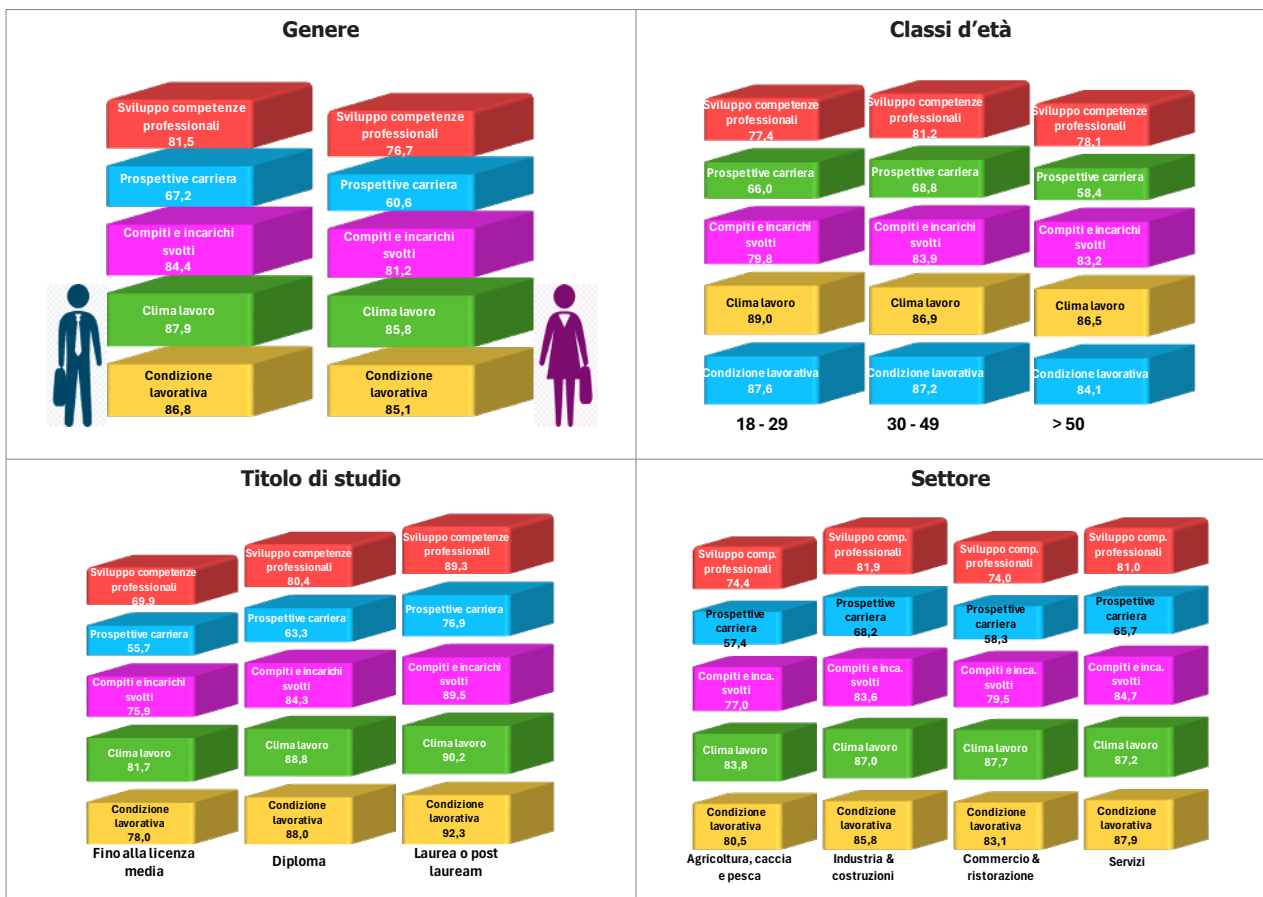 Genere
Sviluppo competenze
professionali
81,5
Prospettive carriera
67,2
Compiti e incarichi
svolti
84,4
Clima lavoro
87,9
Condizione
lavorativa
86,8
Sviluppo competenze
professionali
76,7
Prospettive carriera
60,6
Compiti e incarichi
svolti
81,2
Clima lavoro
85,8
Condizione
lavorativa
85,1
Classi d’età
Sviluppo competenze
professionali
77,4
Prospettive carriera
66,0
Compiti e incarichi
svolti
79,8
Clima lavoro
89,0
Condizione lavorativa
87,6
18 - 29
Sviluppo competenze
professionali
81,2
Prospettive carriera
68,8
Compiti e incarichi
svolti
83,9
Clima lavoro
86,9
Condizione lavorativa
87,2
30 - 49
Sviluppo competenze
professionali
78,1
Prospettive carriera
58,4
Compiti e incarichi
svolti
83,2
Clima lavoro
86,5
Condizione lavorativa
84,1
> 50
Titolo di studio
Sviluppo competenze
professionali
69,9
Prospettive carriera
55,7
Compiti e incarichi
svolti
75,9
Clima lavoro
81,7
Condizione
lavorativa
78,0
Fino alla licenza
media
Sviluppo competenze
professionali
80,4
Prospettive carriera
63,3
Compiti e incarichi
svolti
84,3
Clima lavoro
88,8
Condizione
lavorativa
88,0
Diploma
Sviluppo competenze
professionali
89,3
Prospettive carriera
76,9
Compiti e incarichi
svolti
89,5
Clima lavoro
90,2
Condizione
lavorativa
92,3
Laurea o post
lauream
Settore
Sviluppo comp.
professionali
74,4
Prospettive
carriera
57,4
Compiti e inca.
svolti
77,0
Clima lavoro
83,8
Condizione
lavorativa
80,5
Agricoltura, caccia
e pesca
Sviluppo comp.
professionali
81,9
Prospettive
carriera
68,2
Compiti e inca.
svolti
83,6
Clima lavoro
87,0
Condizione
lavorativa
85,8
Industria &
costruzioni
Sviluppo comp.
professionali
74,0
Prospettive
carriera
58,3
Compiti e inca.
svolti
79,5
Clima lavoro
87,7
Condizione
lavorativa
83,1
Commercio &
ristorazione
Sviluppo comp.
professionali
81,0
Prospettive
carriera
65,7
Compiti e inca.
svolti
84,7
Clima lavoro
87,2
Condizione
lavorativa
87,9
Servizi